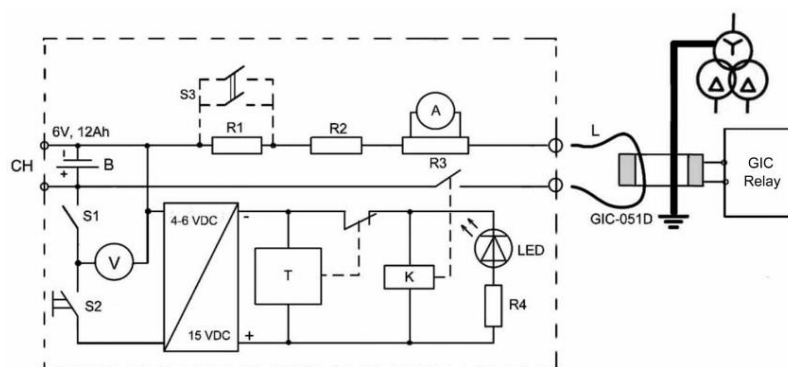 S3
6V, 12Ah
R1
R2
A
L
CH
-
B
+
R3
GIC
Relay
S1
4-6 VDC
-
GIC-051D
V
T
K
LED
S2
R4
15 VDC
+